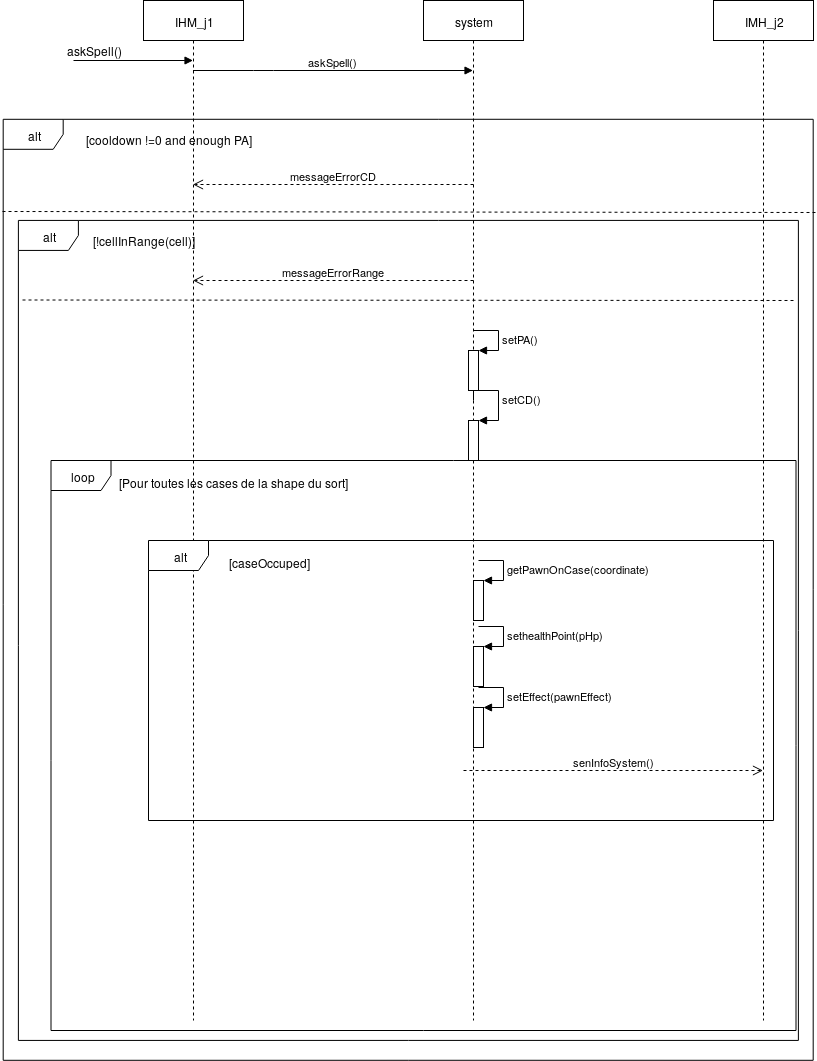 IHM_j1
system
IMH_j2
askSpell()
askSpell()
alt
[cooldown !=0 and enough PA]
messageErrorCD
alt
[!cellInRange(cell)]
messageErrorRange
setPA()
setCD()
loop
[Pour toutes les cases de la shape du sort]
alt
[caseOccuped]
getPawnOnCase(coordinate)
sethealthPoint(pHp)
setEffect(pawnEffect)
senInfoSystem()